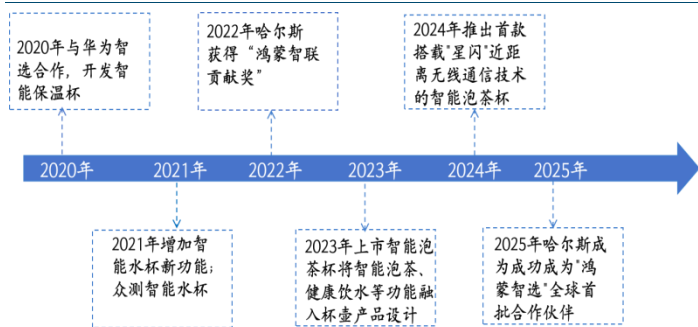 2020年与华为智
选合作，开发智
能保温杯
2022年哈尔斯
获得“鸿蒙智联
贡献奖”
2024年推出首款
搭载"星闪"近距
离无线通信技术
的智能泡茶杯
2020年
2021年
2022年
2023年
2024年
2025年
2021年增加智
能水杯新功能；
众测智能水杯
2023年上市智能泡
茶杯将智能泡茶、
健康饮水等功能融
入杯壶产品设计
2025年哈尔斯成
为成功成为"鸿
蒙智选"全球首
批合作伙伴